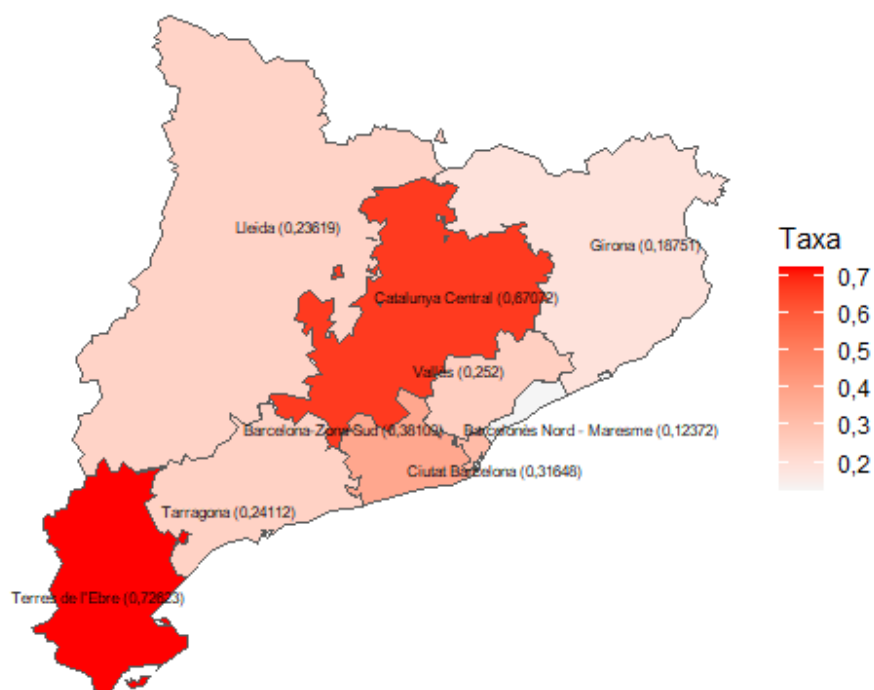 Lleida (0,23619)
Girona (0,18751)
Taxa
0,7
0,6
0,5
0,4
0,3
0,2
Catalunya Central (0,67072)
Vallès (0,252)
Barcelona-Zona Sud (0,38109)
Barcelonès Nord - Maresme (0,12372)
Ciutat Barcelona (0,31648)
Tarragona (0,24112)
Terres de l'Ebre (0,72623)